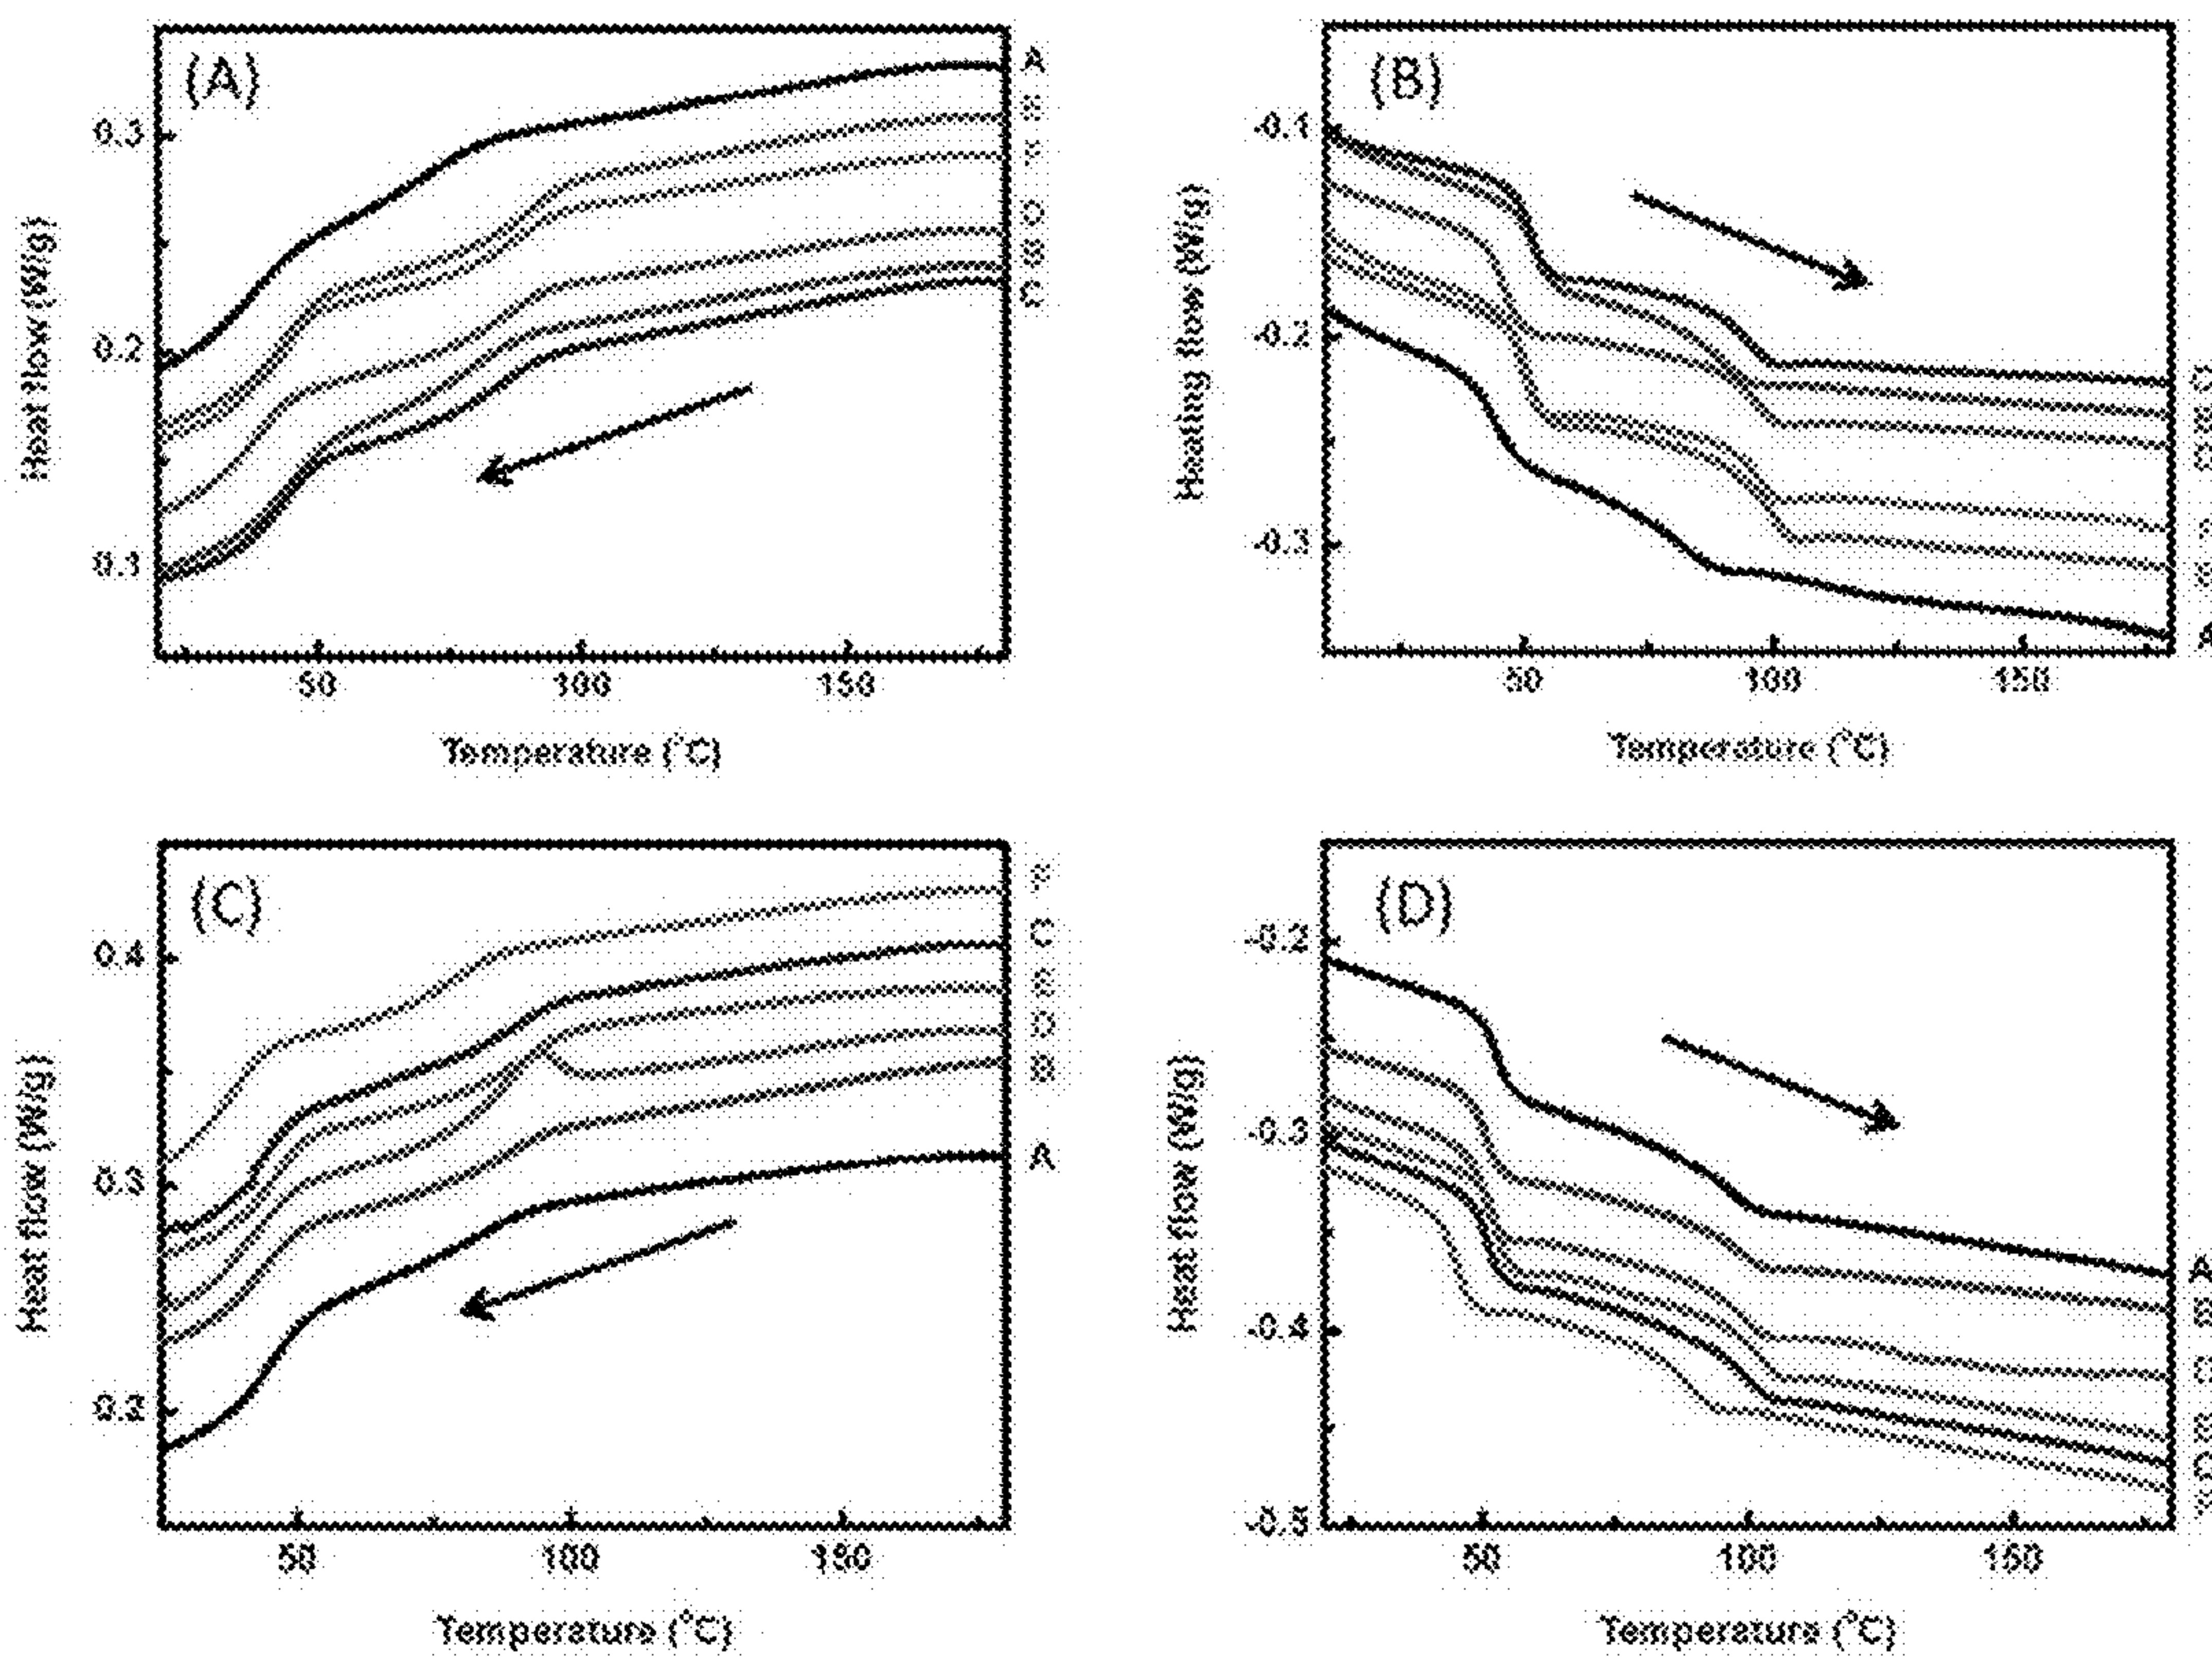 (A)
A
0.3
D
0.2
C
50
100
150
Heat flow (W/g)
Temperature (°C)
(B)
-0.1
-0.2
-0.3
50
100
150
Heating flow (W/g)
Temperature (°C)
(C)
F
C
E
D
B
A
0.4
0.3
0.2
50
100
150
Heat flow (W/g)
Temperature (°C)
(D)
-0.2
-0.3
-0.4
-0.5
A
B
50
100
150
Heat flow (W/g)
Temperature (°C)